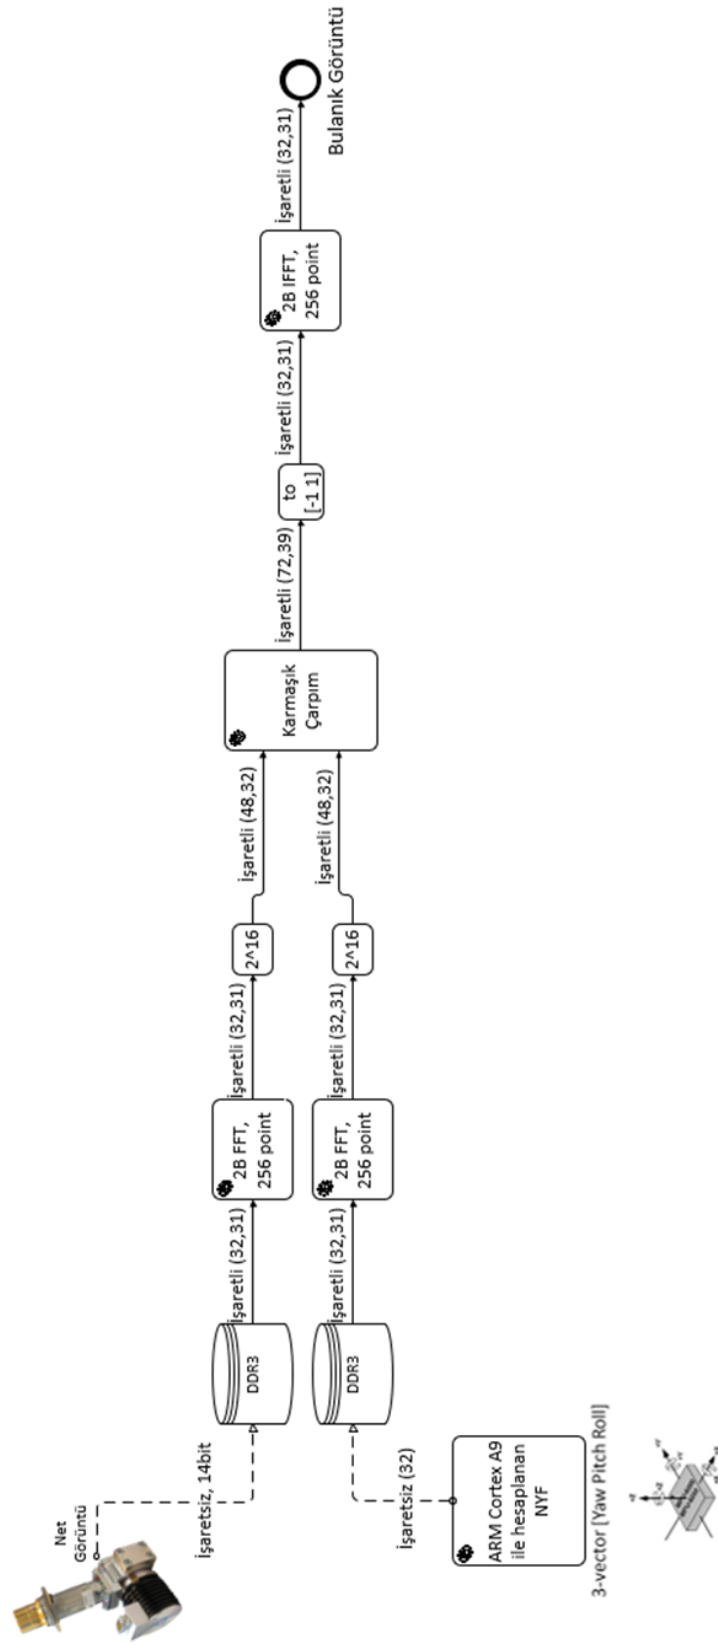 Net
Görüntü
İşaretsiz, 14bit
DDR3
İşaretli (32,31)
2B FFT,
256 point
İşaretli (32,31)
2^16
İşaretli (48,32)
ARM Cortex A9
ile hesaplanan
NYF
3-vector [Yaw Pitch Roll]
İşaretsiz (32)
DDR3
İşaretli (32,31)
2B FFT,
256 point
İşaretli (32,31)
2^16
İşaretli (48,32)
Karmaşık
Çarpım
İşaretli (72,39)
to
[-1 1]
İşaretli (32,31)
2B IFFT,
256 point
İşaretli (32,31)
Bulanık Görüntü